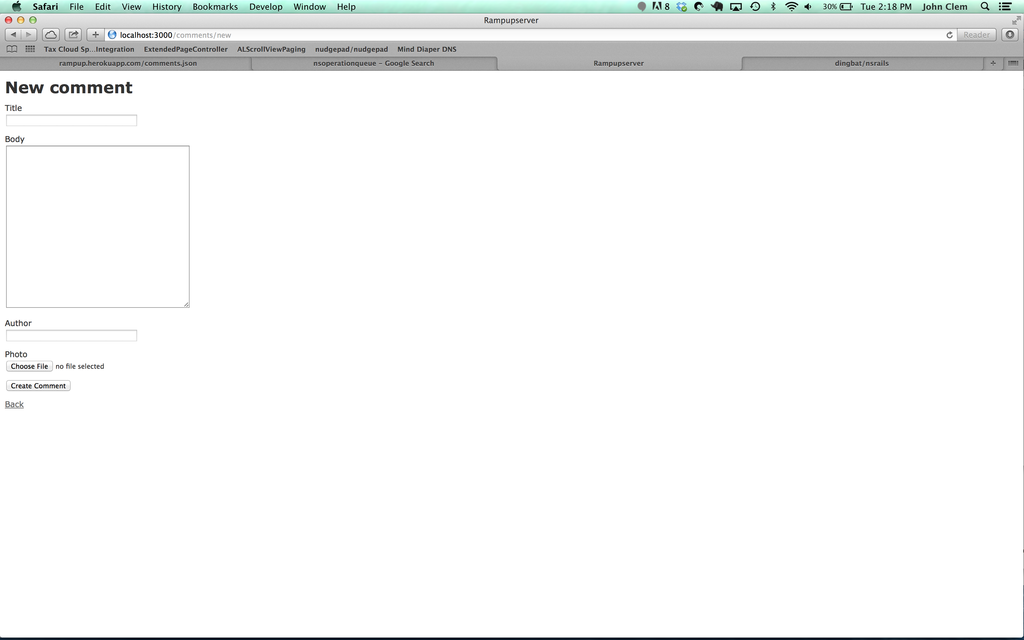 Safari File Edit View History Bookmarks Develop Window Help 8 30% Tue 2:18 PM John Clem
Rampupserver
localhost:3000/comments/new Reader
Tax Cloud Sp...Integration ExtendedPageController ALScrollViewPaging nudgepad/nudgepad Mind Diaper DNS
rampup.herokuapp.com/comments.json nsoperationqueue – Google Search Rampupserver dingbat/nsrails
New comment
Title
Body
Author
Photo
Choose File no file selected
Create Comment
Back